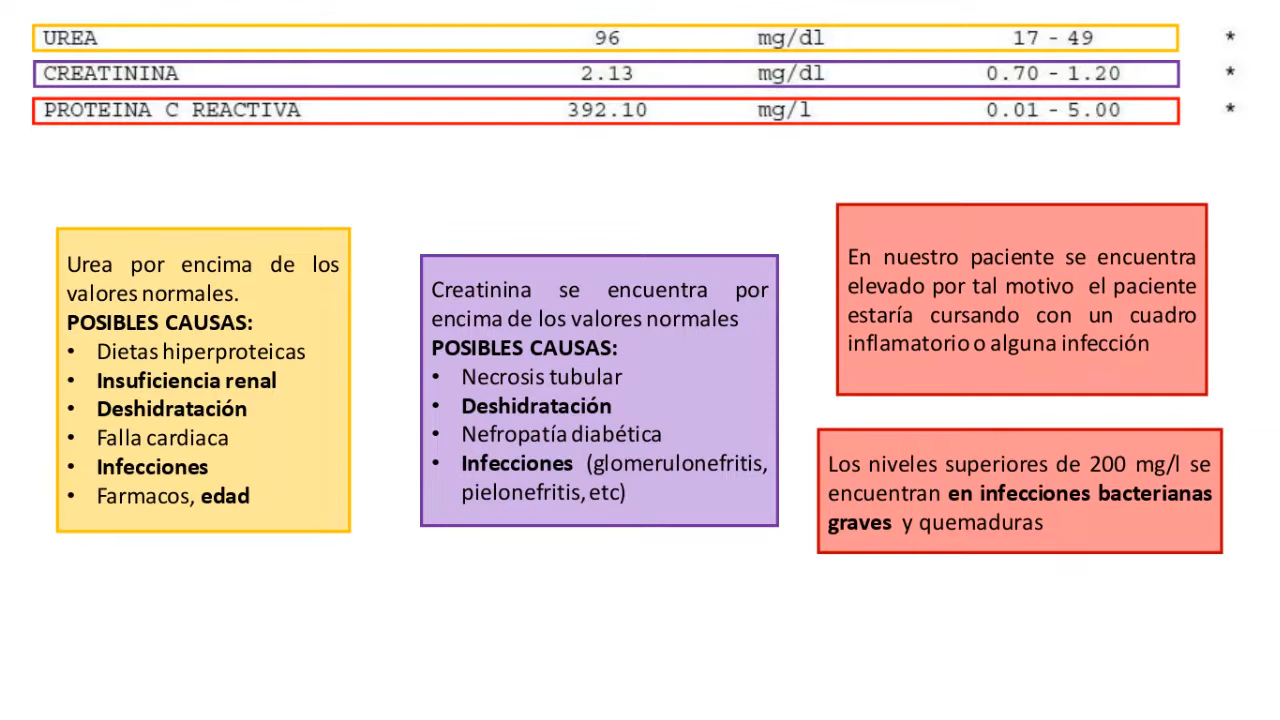 UREA 96 mg/dl 17 - 49 *
CREATININA 2.13 mg/dl 0.70 - 1.20 *
PROTEINA C REACTIVA 392.10 mg/l 0.01 - 5.00 *
Urea por encima de los
valores normales.
POSIBLES CAUSAS:
• Dietas hiperproteicas
• Insuficiencia renal
• Deshidratación
• Falla cardiaca
• Infecciones
• Farmacos, edad
Creatinina se encuentra por
encima de los valores normales
POSIBLES CAUSAS:
• Necrosis tubular
• Deshidratación
• Nefropatía diabética
• Infecciones (glomerulonefritis,
pielonefritis, etc)
En nuestro paciente se encuentra
elevado por tal motivo el paciente
estaría cursando con un cuadro
inflamatorio o alguna infección
Los niveles superiores de 200 mg/l se
encuentran en infecciones bacterianas
graves y quemaduras